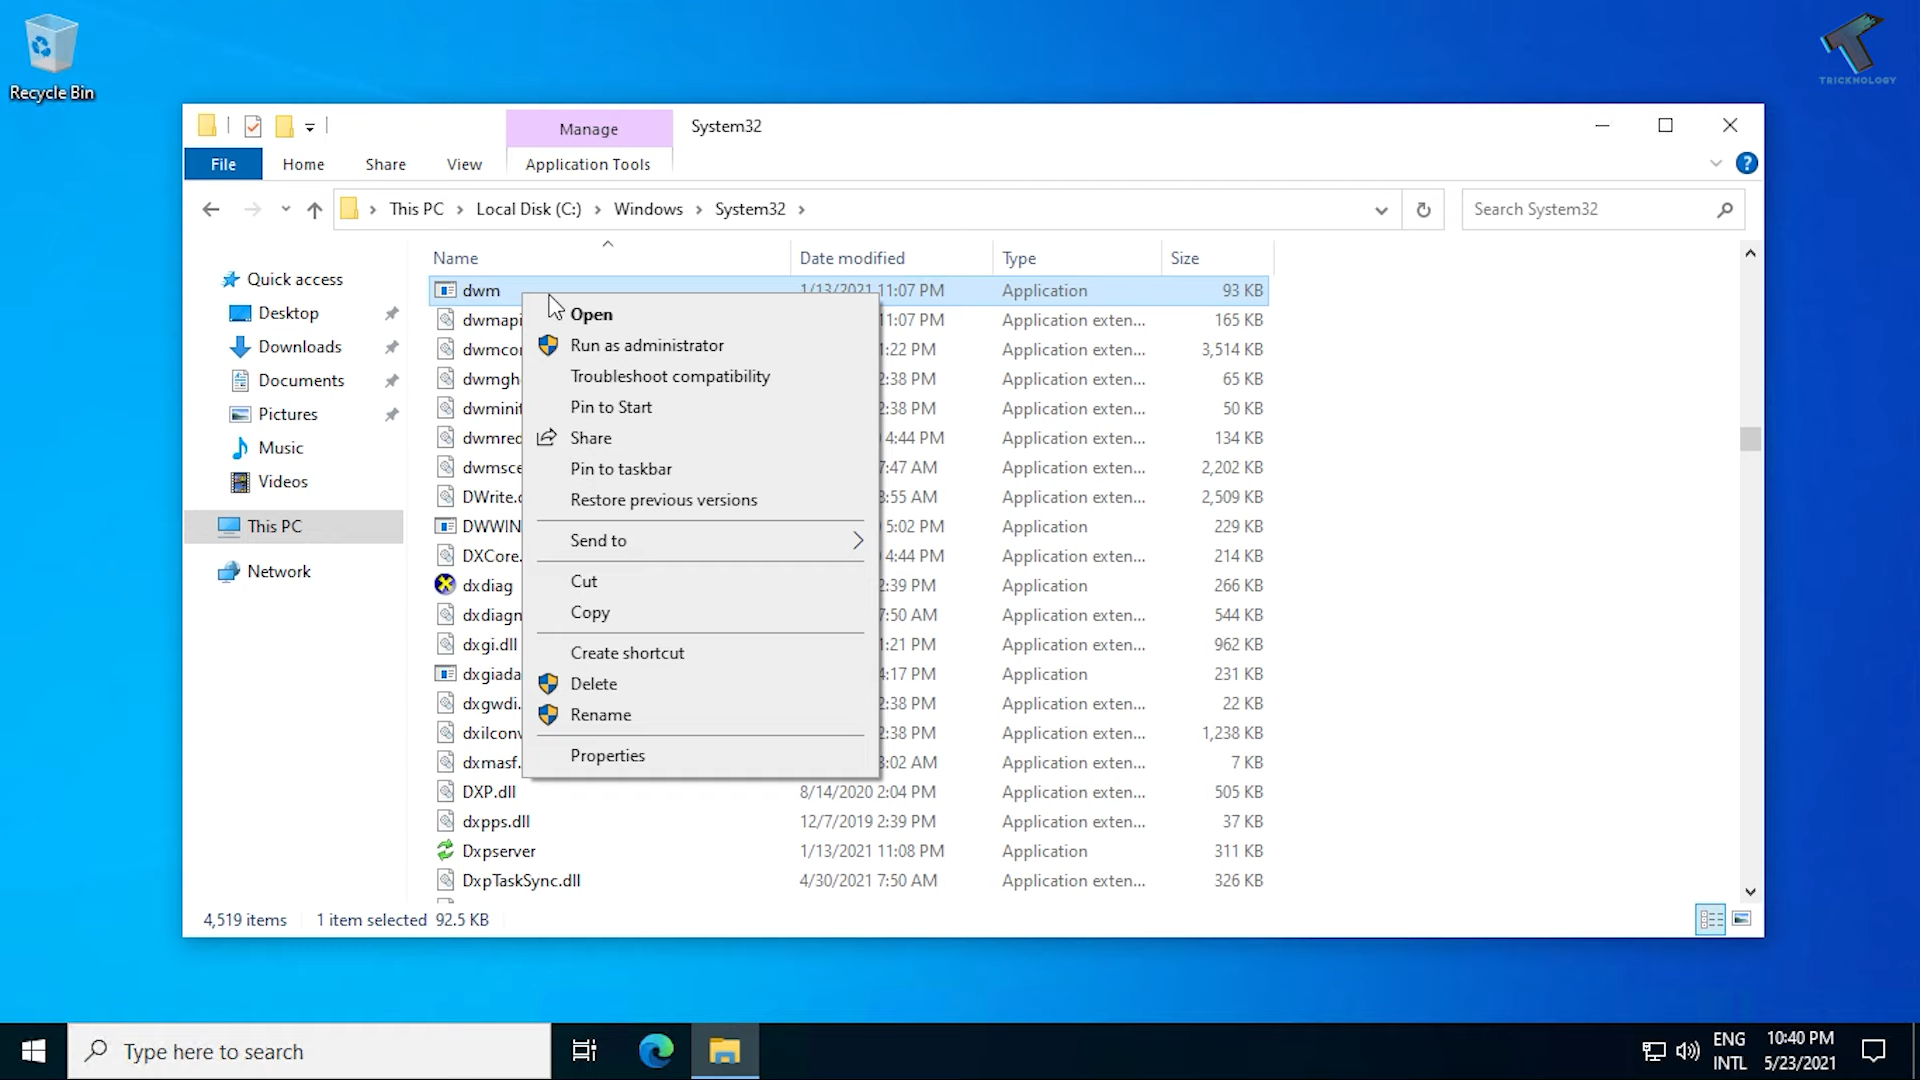 Recycle Bin
TRICKNOLOGY
Manage
System32
File
Home
Share
View
Application Tools
This PC
Local Disk (C:)
Windows
System32
Search System32
Quick access
Desktop
Downloads
Documents
Pictures
Music
Videos
This PC
Network
Name Date modified Type Size
dwm 1/13/2021 11:07 PM Application 93 KB
dwmapi 11:07 PM Application exten... 165 KB
dwmcor 1:22 PM Application exten... 3,514 KB
dwmgh 2:38 PM Application exten... 65 KB
dwminit 2:38 PM Application exten... 50 KB
dwmred 4:44 PM Application exten... 134 KB
dwmsce 7:47 AM Application exten... 2,202 KB
DWrite. 8:55 AM Application exten... 2,509 KB
DWWIN 5:02 PM Application 229 KB
DXCore. 4:44 PM Application exten... 214 KB
dxdiag 2:39 PM Application 266 KB
dxdiagn 7:50 AM Application exten... 544 KB
dxgi.dll 1:21 PM Application exten... 962 KB
dxgiada 4:17 PM Application 231 KB
dxgwdi. 2:38 PM Application exten... 22 KB
dxilconv 2:38 PM Application exten... 1,238 KB
dxmasf. 3:02 AM Application exten... 7 KB
DXP.dll 8/14/2020 2:04 PM Application exten... 505 KB
dxpps.dll 12/7/2019 2:39 PM Application exten... 37 KB
Dxpserver 1/13/2021 11:08 PM Application 311 KB
DxpTaskSync.dll 4/30/2021 7:50 AM Application exten... 326 KB
Open
Run as administrator
Troubleshoot compatibility
Pin to Start
Share
Pin to taskbar
Restore previous versions
Send to
Cut
Copy
Create shortcut
Delete
Rename
Properties
4,519 items
1 item selected 92.5 KB
Type here to search
ENG
INTL
10:40 PM
5/23/2021